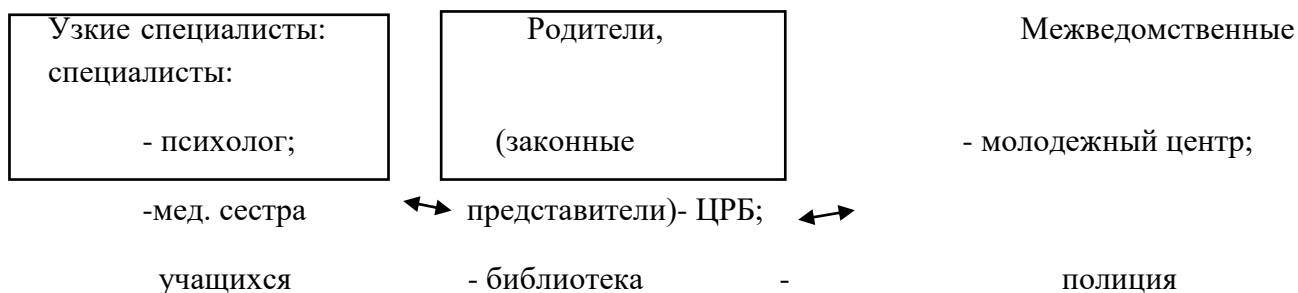 Узкие специалисты: Родители, Межведомственные
специалисты:
- психолог; (законные - молодежный центр;
-мед. сестра представители)- ЦРБ;
учащихся - библиотека - полиция